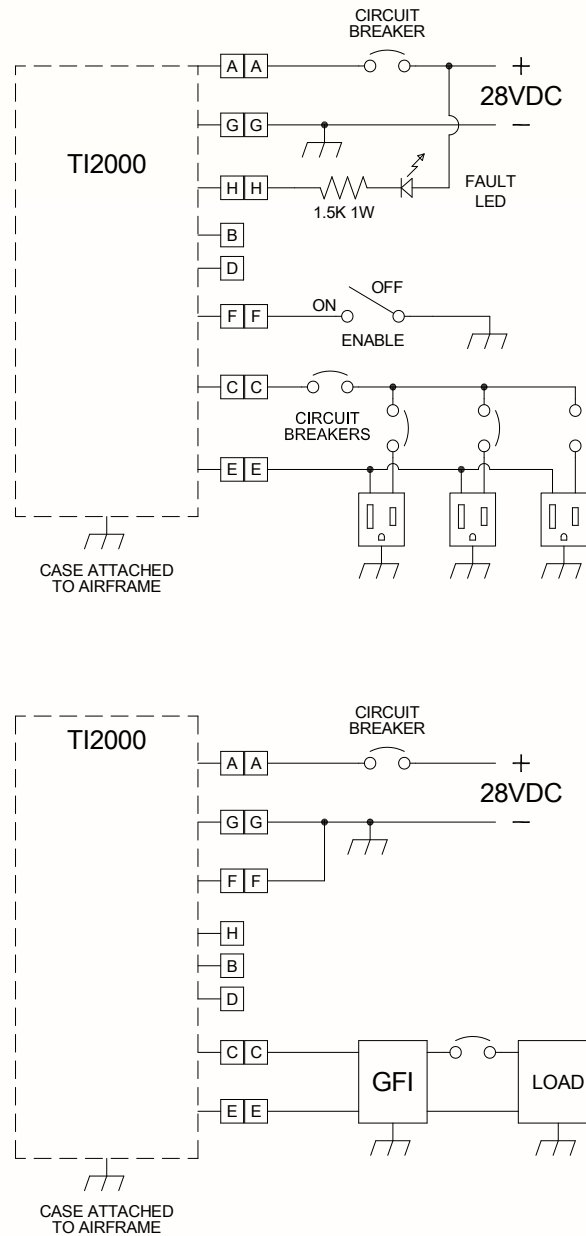 CIRCUIT
BREAKER
A A
+
28VDC
G G
−
TI2000
H H
1.5K 1W
FAULT
LED
B
D
F F
ON
OFF
ENABLE
C C
CIRCUIT
BREAKERS
E E
CASE ATTACHED
TO AIRFRAME
TI2000
CIRCUIT
BREAKER
A A
+
28VDC
G G
−
F F
H
B
D
C C
GFI
LOAD
E E
CASE ATTACHED
TO AIRFRAME